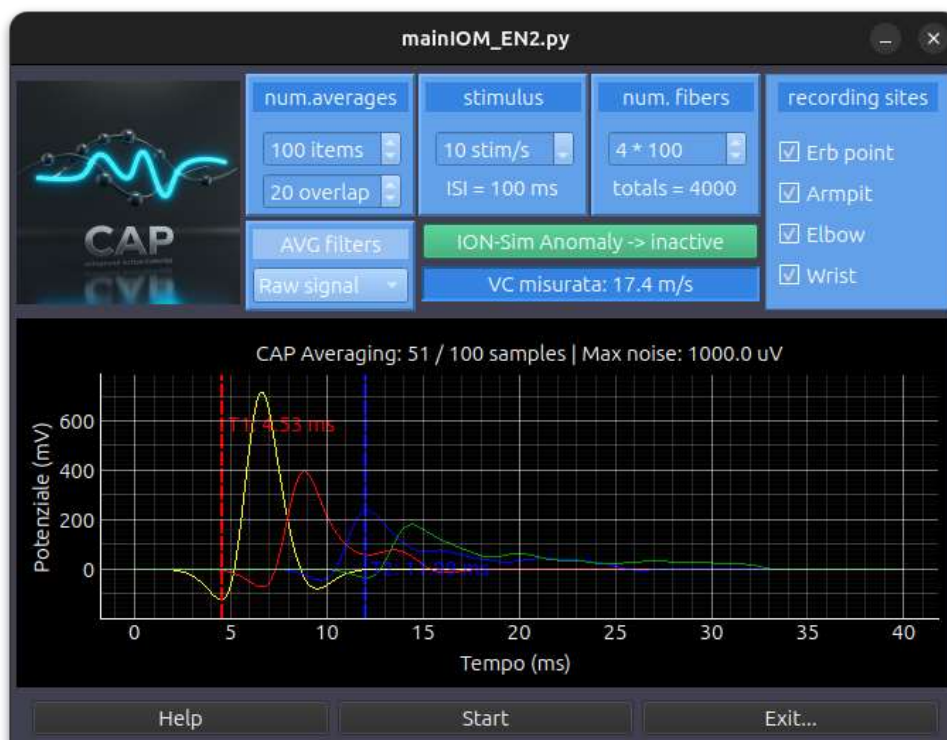 mainIOM_EN2.py
num.averages
100 items
20 overlap
stimulus
10 stim/s
ISI = 100 ms
num. fibers
4 * 100
totals = 4000
recording sites
Erb point
Armpit
Elbow
Wrist
CAP
AVG filters
Raw signal
ION-Sim Anomaly -> inactive
VC misurata: 17.4 m/s
CAP Averaging: 51 / 100 samples | Max noise: 1000.0 uV
Potenziale (mV)
600
400
200
0
T1: 4.53 ms
0 5 10 15 20 25 30 35 40
Tempo (ms)
Help
Start
Exit...